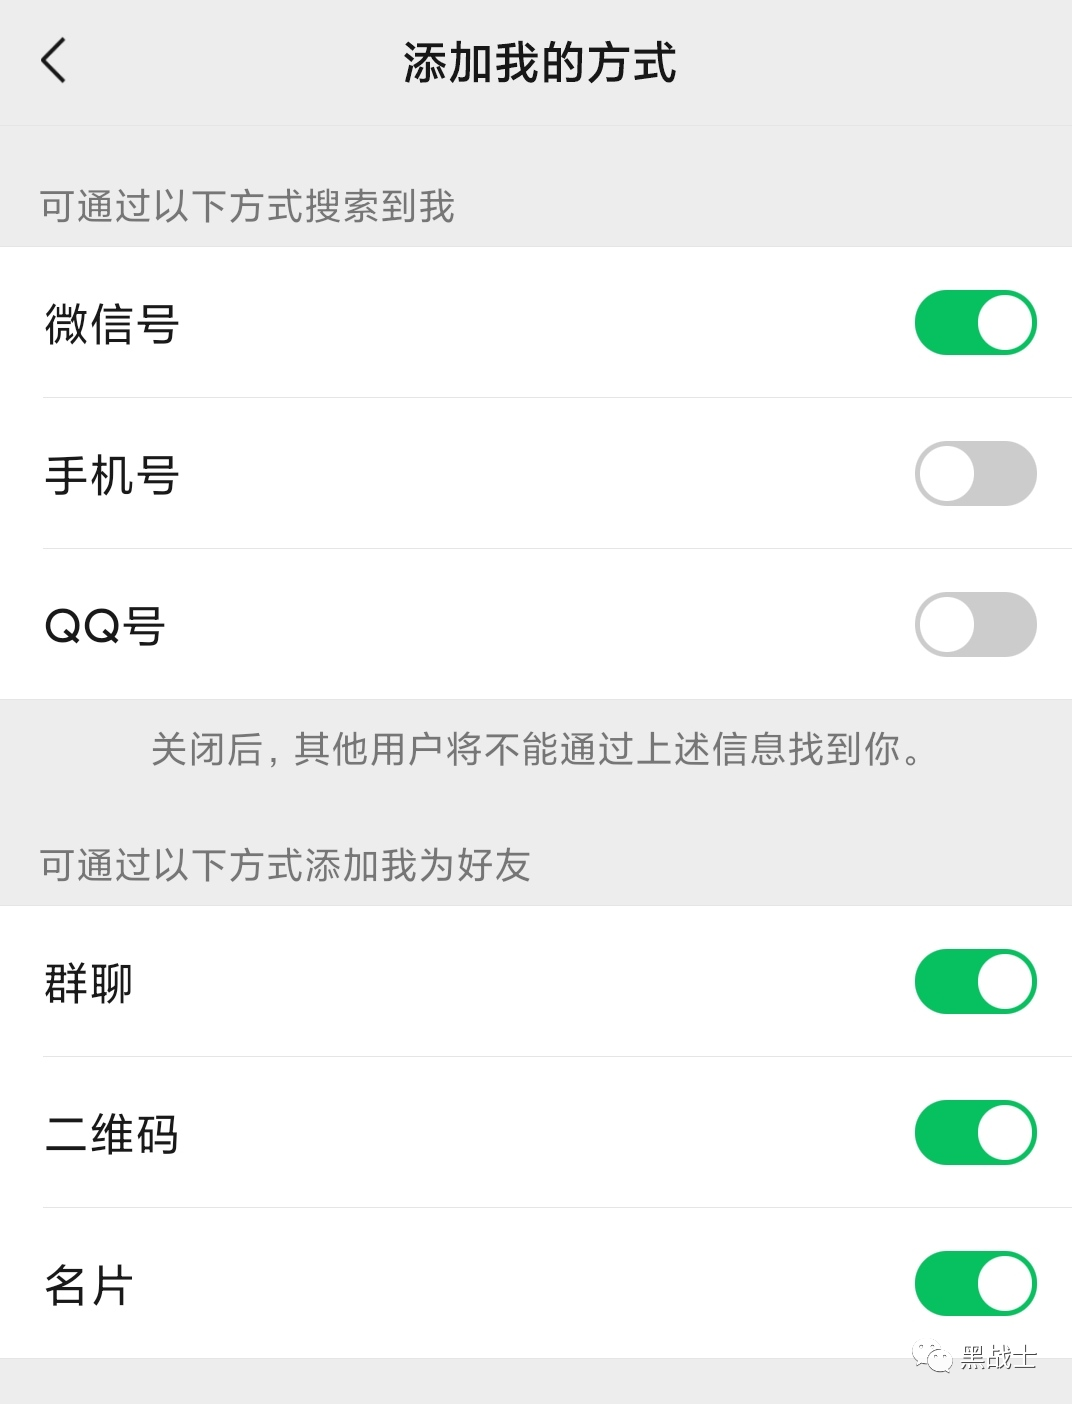 添加我的方式
可通过以下方式搜索到我
微信号
手机号
QQ号
关闭后, 其他用户将不能通过上述信息找到你。
可通过以下方式添加我为好友
群聊
二维码
名片
黑战士